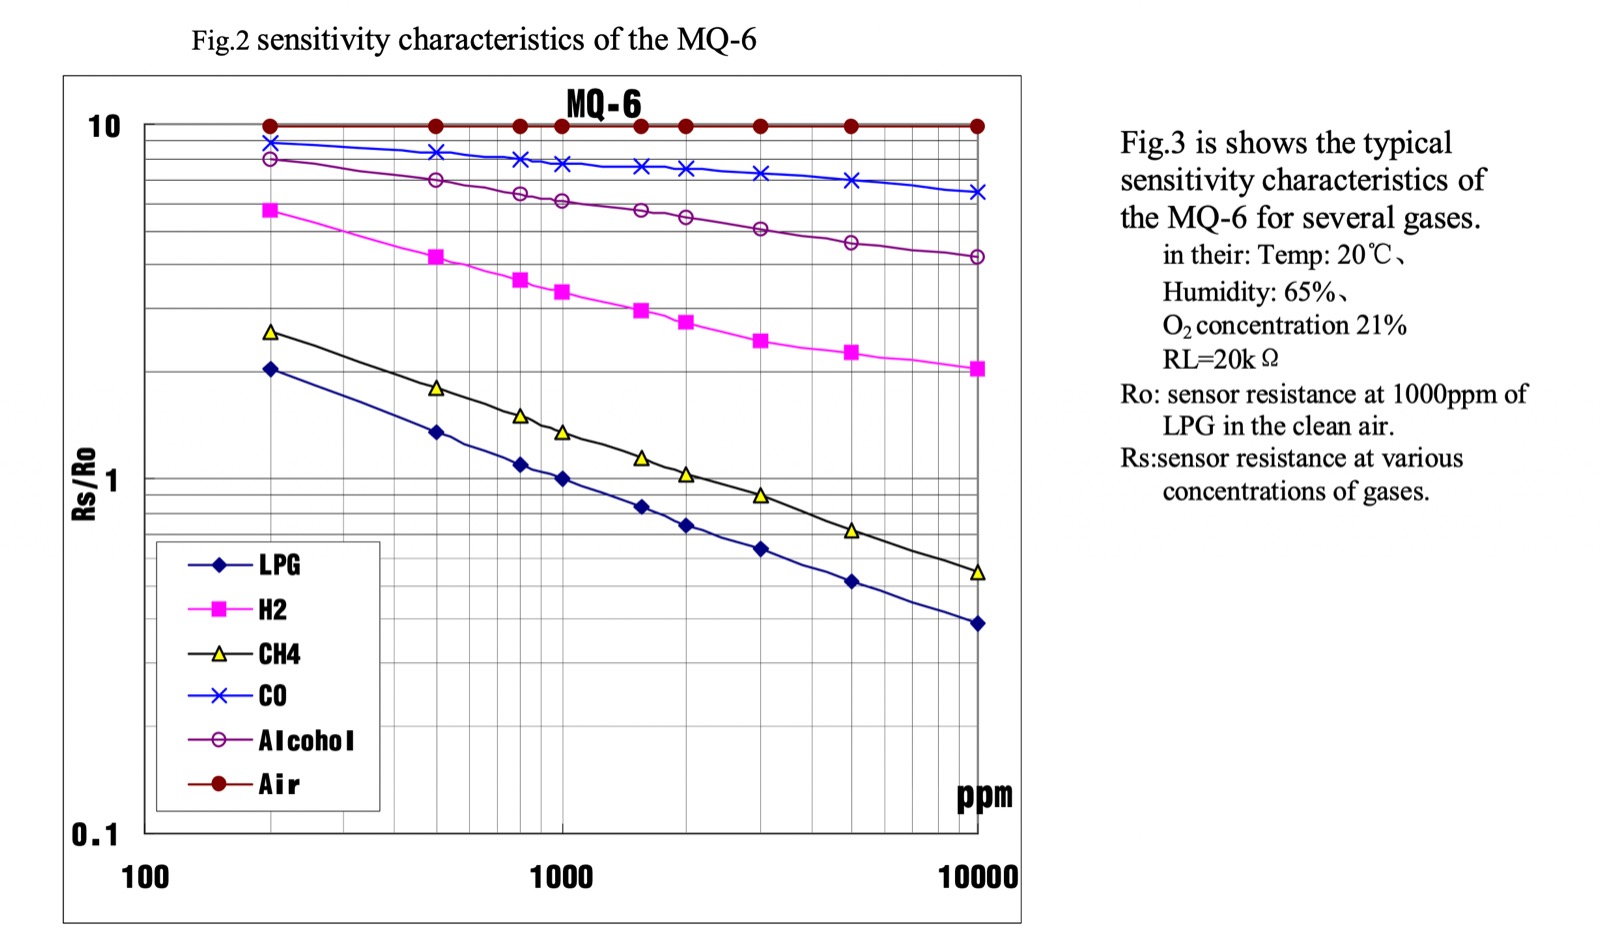 Fig.2 sensitivity characteristics of the MQ-6
MQ-6
10
1
0.1
Rs/Ro
100
1000
10000
ppm
LPG
H2
CH4
CO
Alcohol
Air
Fig.3 is shows the typical
sensitivity characteristics of
the MQ-6 for several gases.
in their: Temp: 20℃、
Humidity: 65%、
O₂ concentration 21%
RL=20k Ω
Ro: sensor resistance at 1000ppm of
LPG in the clean air.
Rs:sensor resistance at various
concentrations of gases.